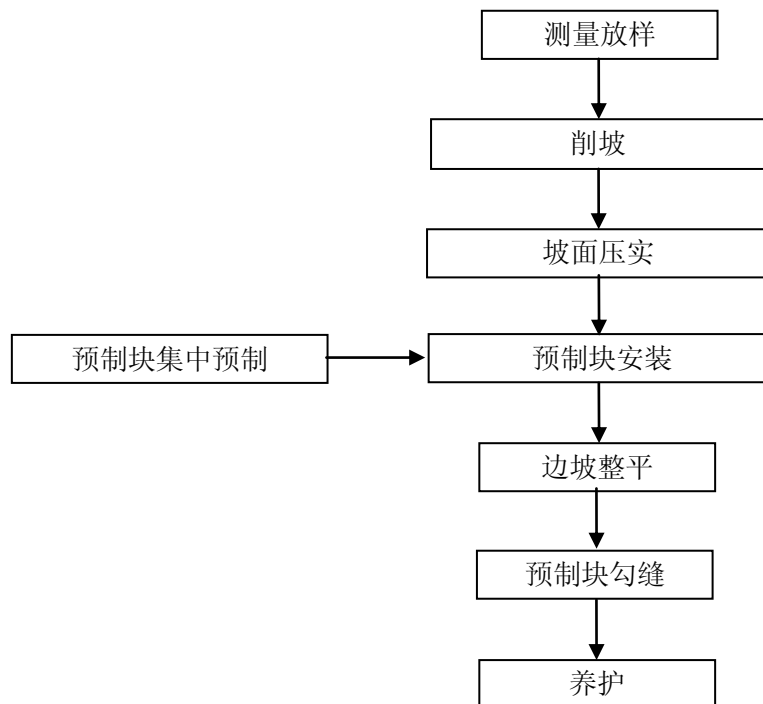 测量放样
削坡
坡面压实
预制块集中预制
预制块安装
边坡整平
预制块勾缝
养护